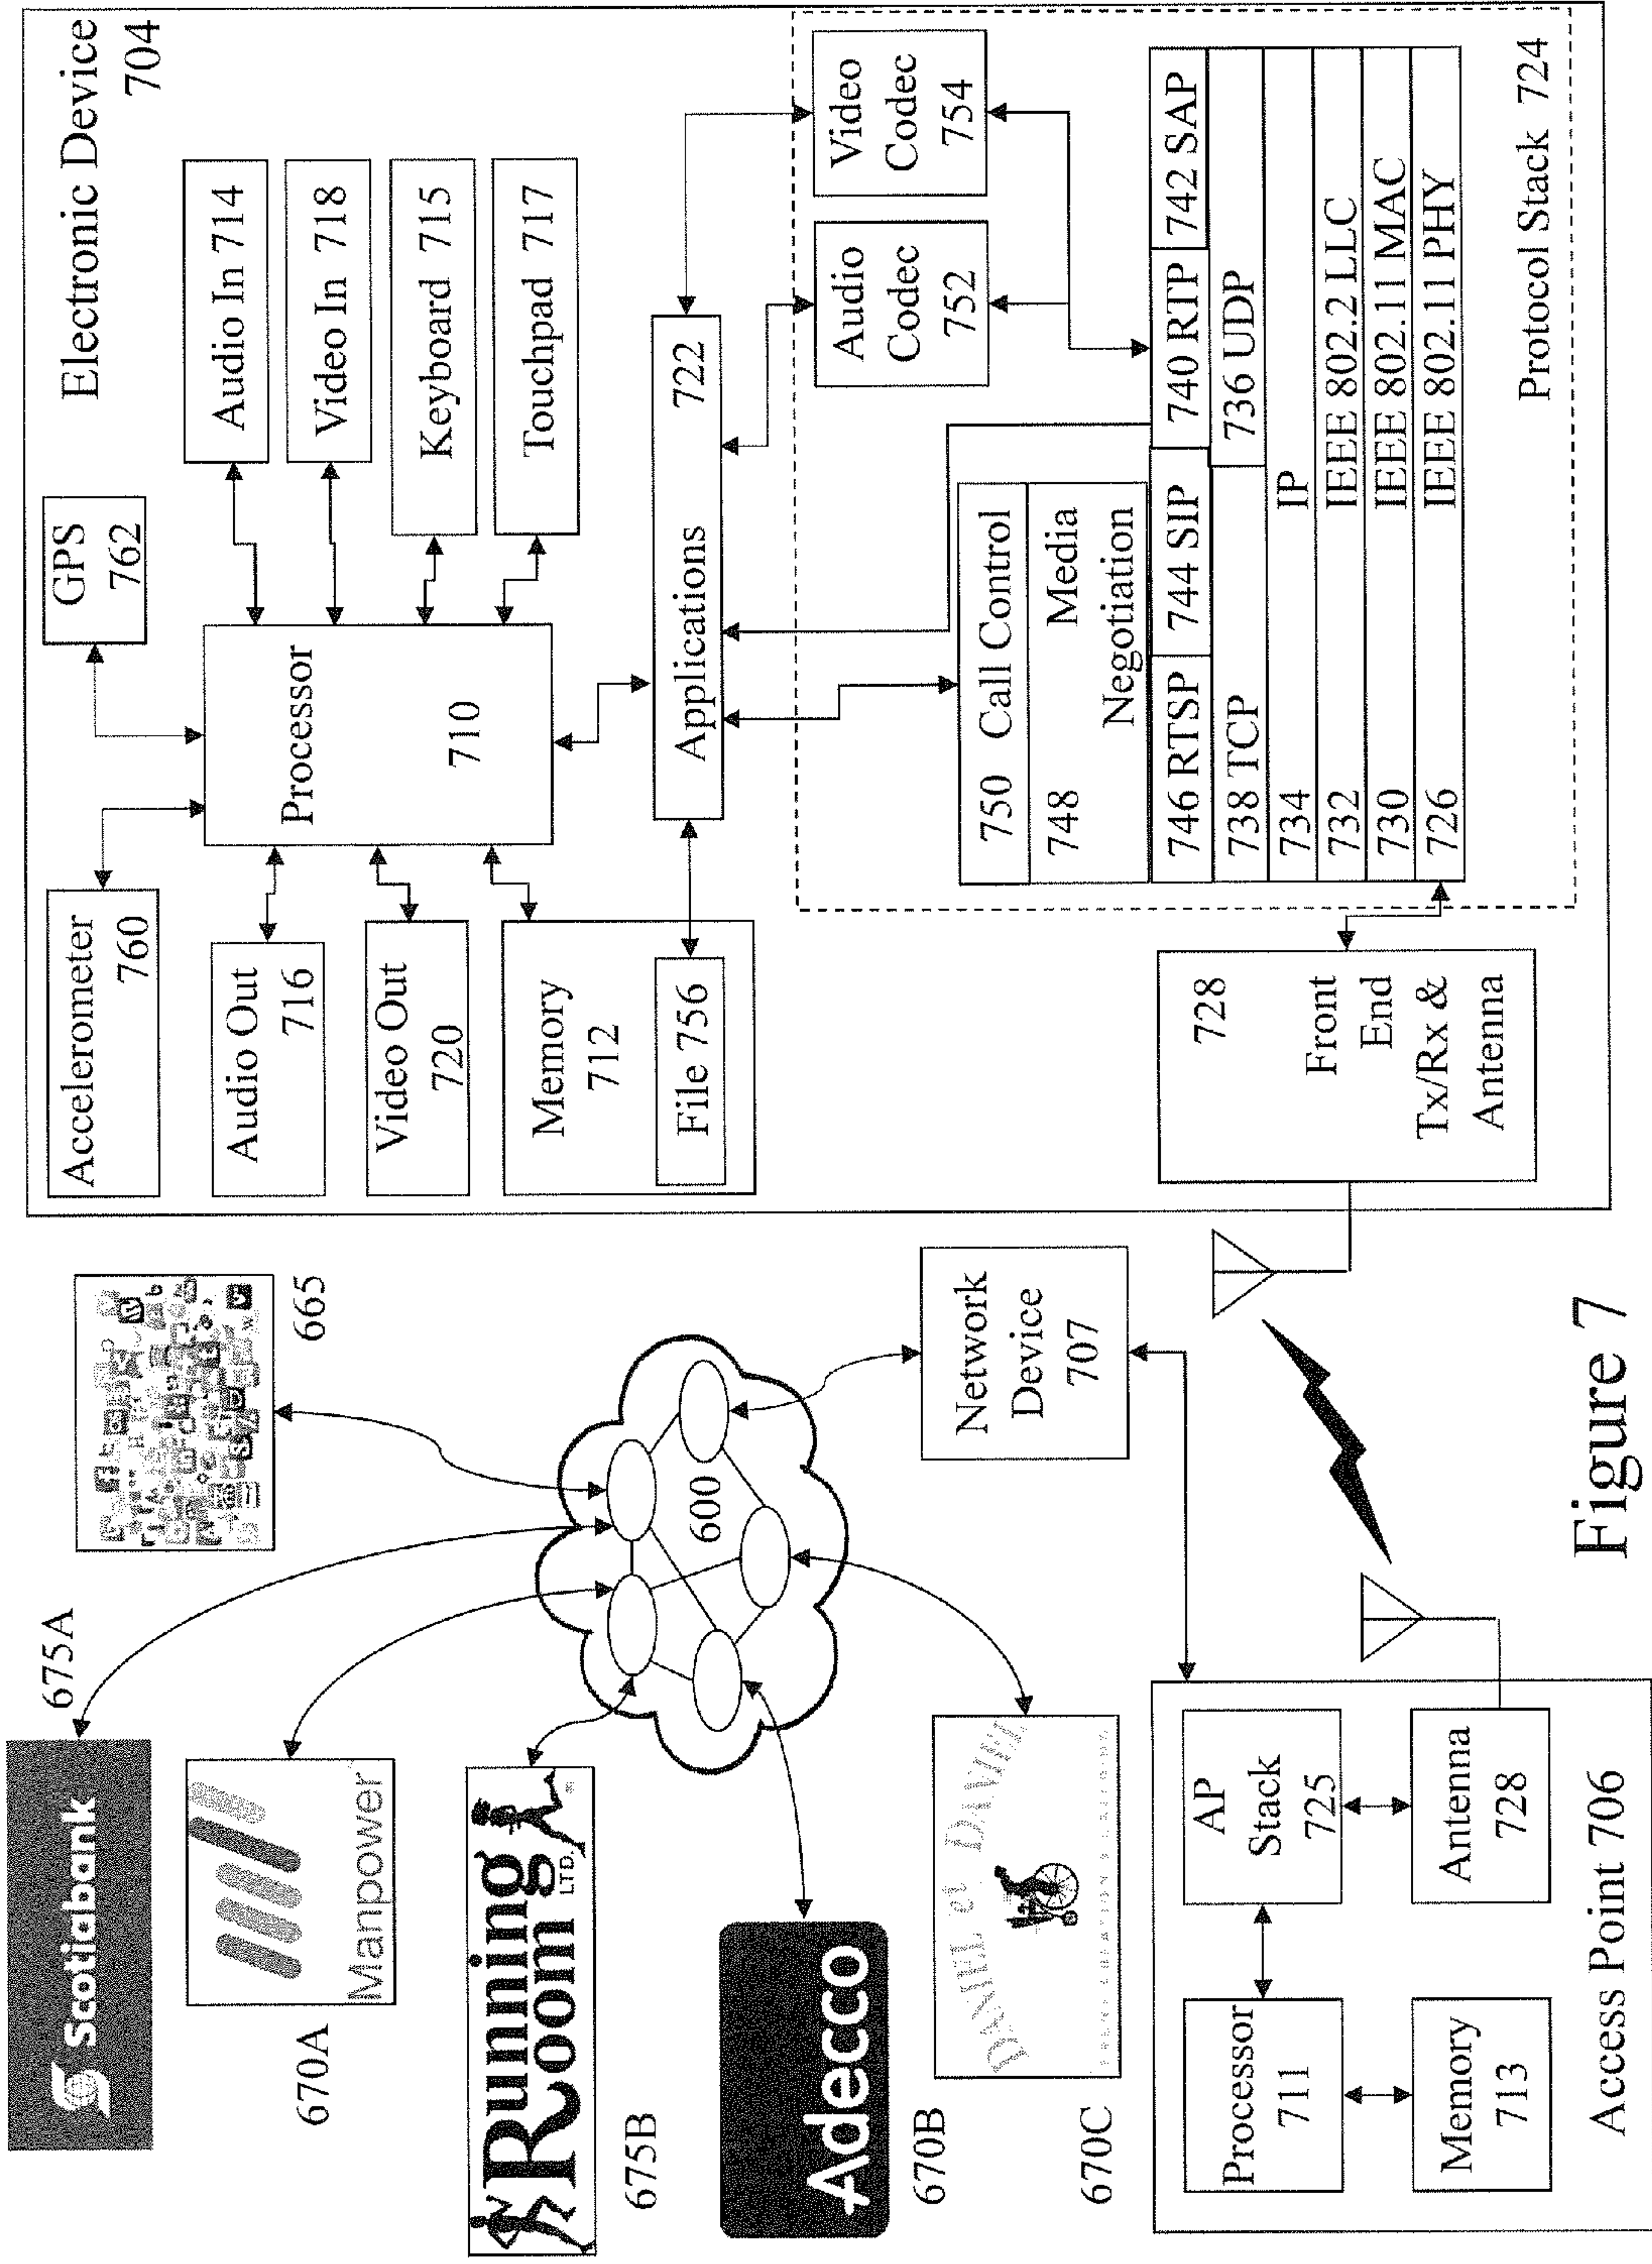 Electronic Device
704
Accelerometer
760
GPS
762
Audio Out
716
Video Out
720
Memory
712
File 756
Processor
710
Audio In 714
Video In 718
Keyboard 715
Touchpad 717
Applications 722
Audio
Codec
752
Video
Codec
754
750 Call Control
748 Media
Negotiation
746 RTSP
744 SIP
740 RTP
742 SAP
738 TCP
736 UDP
734 IP
732 IEEE 802.2 LLC
730 IEEE 802.11 MAC
726 IEEE 802.11 PHY
Protocol Stack 724
728
Front
End
Tx/Rx &
Antenna
Scotiabank
675A
Manpower
670A
665
Running
Room LTD.
675B
600
Adecco
670B
Network
Device
707
DANIEL et DANIEL
670C
Processor
711
AP
Stack
725
Memory
713
Antenna
728
Access Point 706
Figure 7